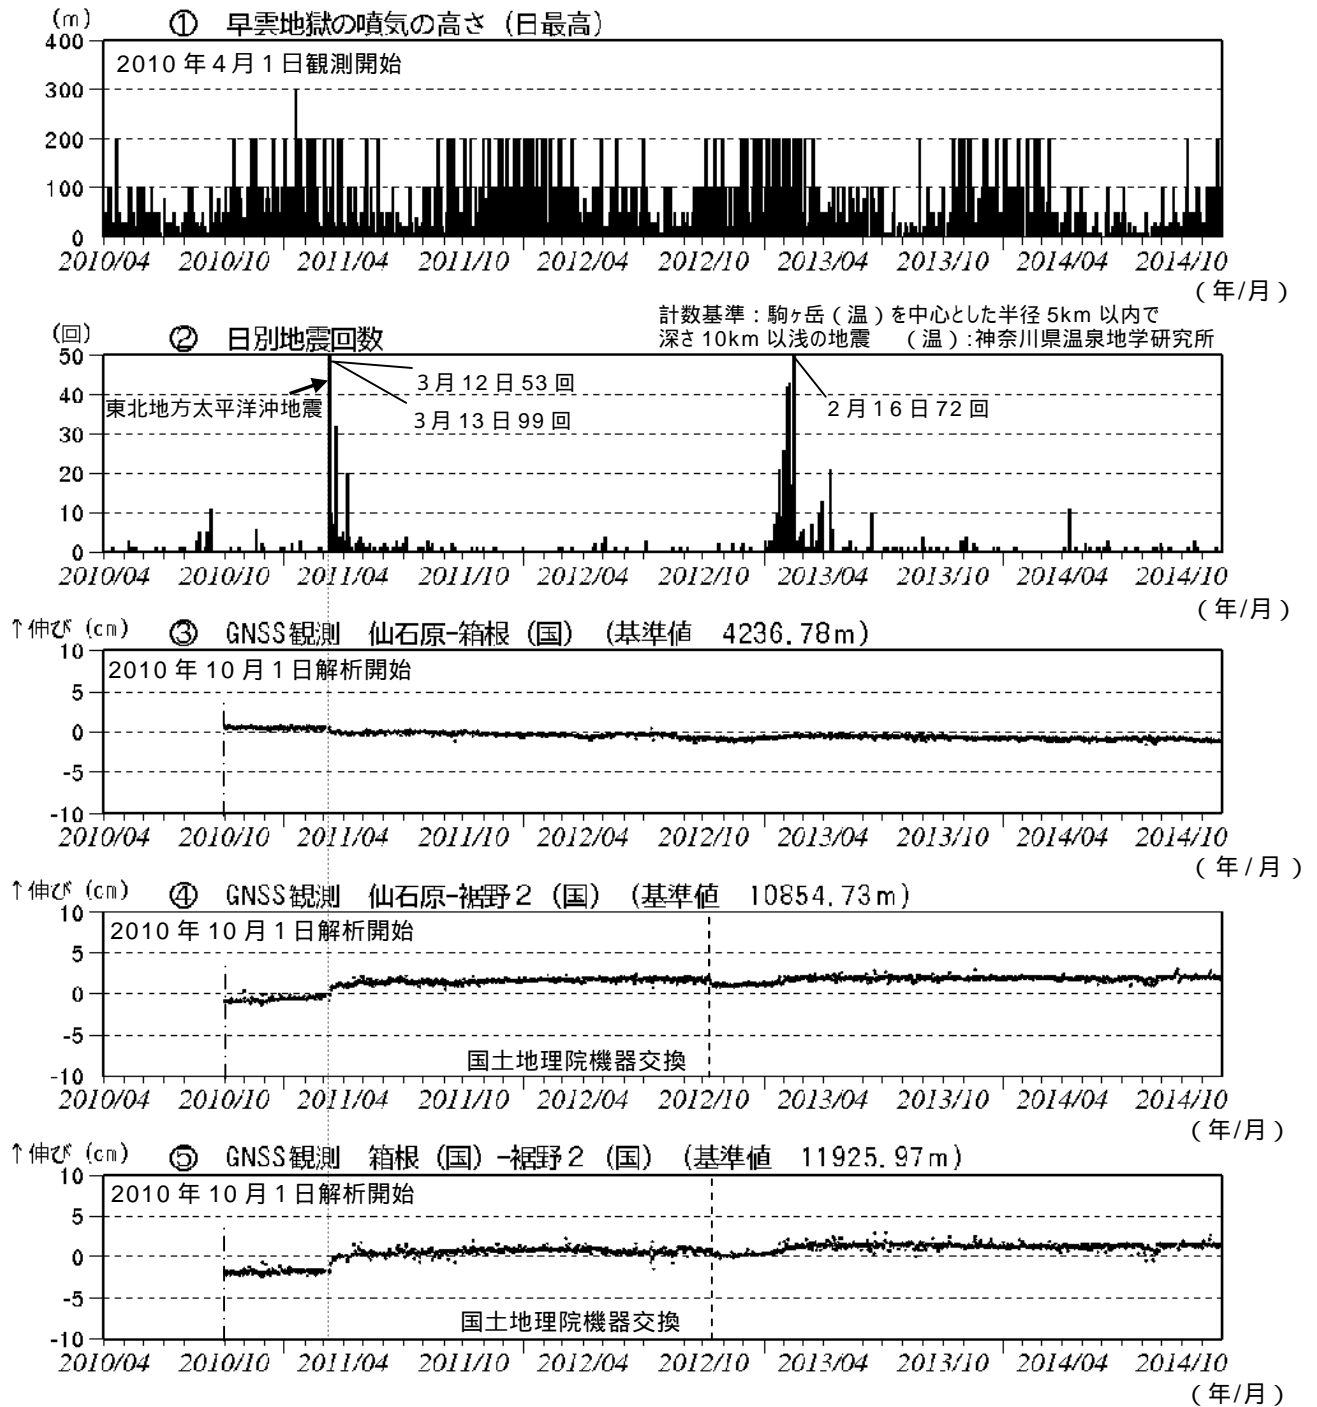 (m) ① 早雲地獄の噴気の高さ (日最高)
400
2010年4月1日観測開始
300
200
100
0
2010/04 2010/10 2011/04 2011/10 2012/04 2012/10 2013/04 2013/10 2014/04 2014/10
(年/月)
計数基準:駒ヶ岳(温)を中心とした半径5km以内で
深さ10km以浅の地震 (温):神奈川県温泉地学研究所
(回) ② 日別地震回数
50
3月12日53回
40
東北地方太平洋沖地震
3月13日99回
2月16日72回
30
20
10
0
2010/04 2010/10 2011/04 2011/10 2012/04 2012/10 2013/04 2013/10 2014/04 2014/10
(年/月)
↑伸び (cm) ③ GNSS観測 仙石原-箱根 (国) (基準値 4236.78m)
10
2010年10月1日解析開始
5
0
-5
-10
2010/04 2010/10 2011/04 2011/10 2012/04 2012/10 2013/04 2013/10 2014/04 2014/10
(年/月)
↑伸び (cm) ④ GNSS観測 仙石原-裾野2 (国) (基準値 10854.73m)
10
2010年10月1日解析開始
5
0
-5
国土地理院機器交換
-10
2010/04 2010/10 2011/04 2011/10 2012/04 2012/10 2013/04 2013/10 2014/04 2014/10
(年/月)
↑伸び (cm) ⑤ GNSS観測 箱根 (国) -裾野2 (国) (基準値 11925.97m)
10
2010年10月1日解析開始
5
0
-5
国土地理院機器交換
-10
2010/04 2010/10 2011/04 2011/10 2012/04 2012/10 2013/04 2013/10 2014/04 2014/10
(年/月)